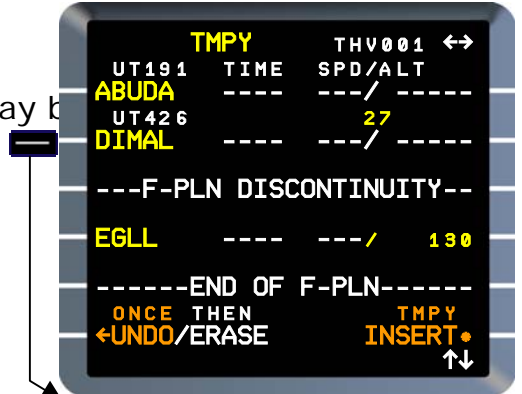 TMPY THV001 ↔
UT191 TIME SPD/ALT
ABUDA ---- ---/ -----
UT426 27
DIMAL ---- ---/ -----
---F-PLN DISCONTINUITY--
EGLL ---- ---/ 130
------END OF F-PLN------
ONCE THEN TMPY
←UNDO/ERASE INSERT*
↑↓